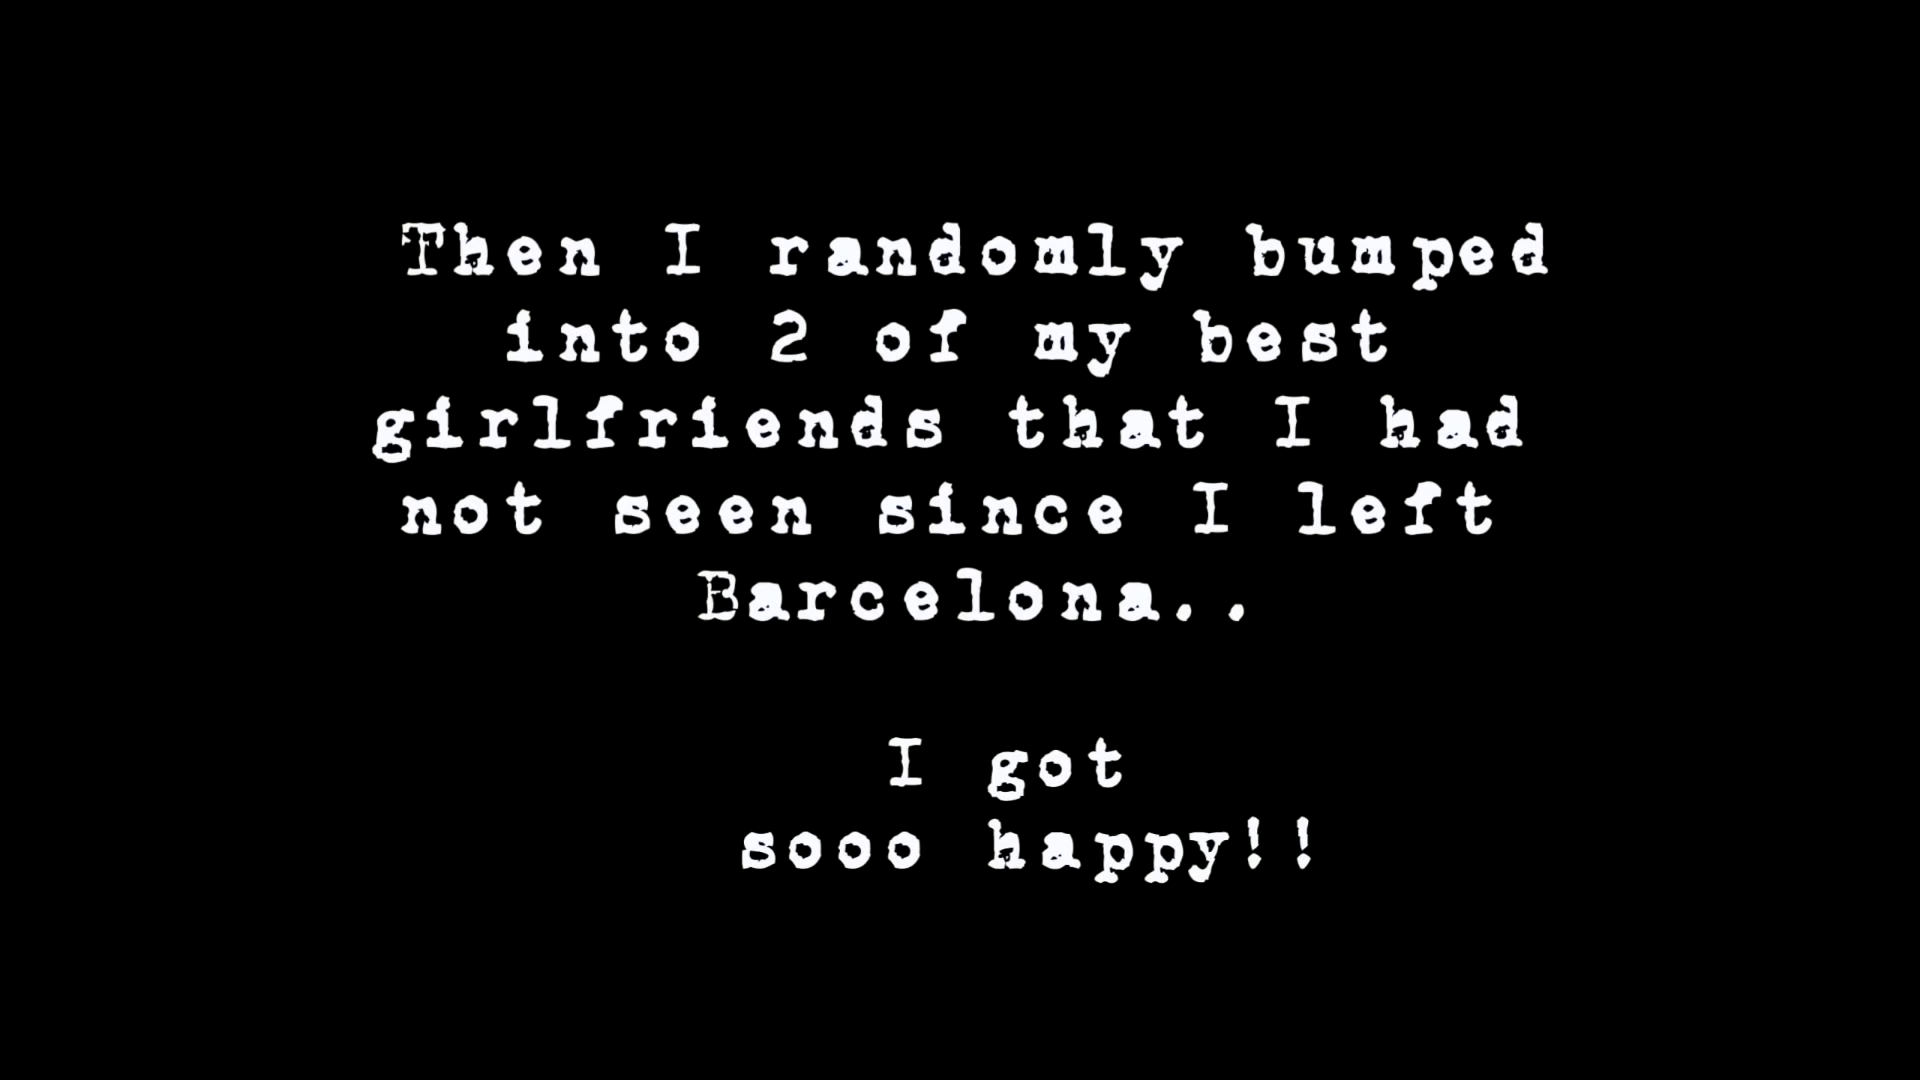 Then I randomly bumped
into 2 of my best
girlfriends that I had
not seen since I left
Barcelona..
I got
sooo happy!!